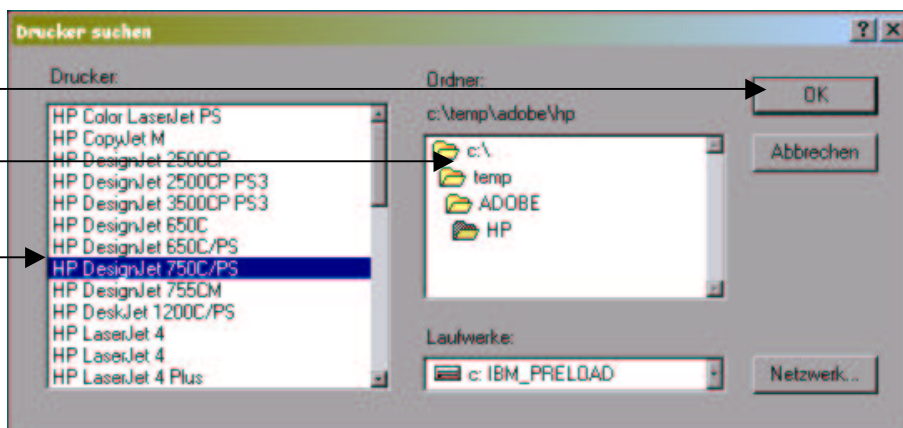 Drucker suchen
Drucker:
HP Color LaserJet PS
HP CopyJet M
HP DesignJet 2500CP
HP DesignJet 2500CP PS3
HP DesignJet 3500CP PS3
HP DesignJet 650C
HP DesignJet 650C/PS
HP DesignJet 750C/PS
HP DesignJet 755CM
HP DeskJet 1200C/PS
HP LaserJet 4
HP LaserJet 4
HP LaserJet 4 Plus
Ordner:
c:\temp\adobe\hp
c:\
temp
ADOBE
HP
Laufwerke:
c: IBM_PRELOAD
OK
Abbrechen
Netzwerk...